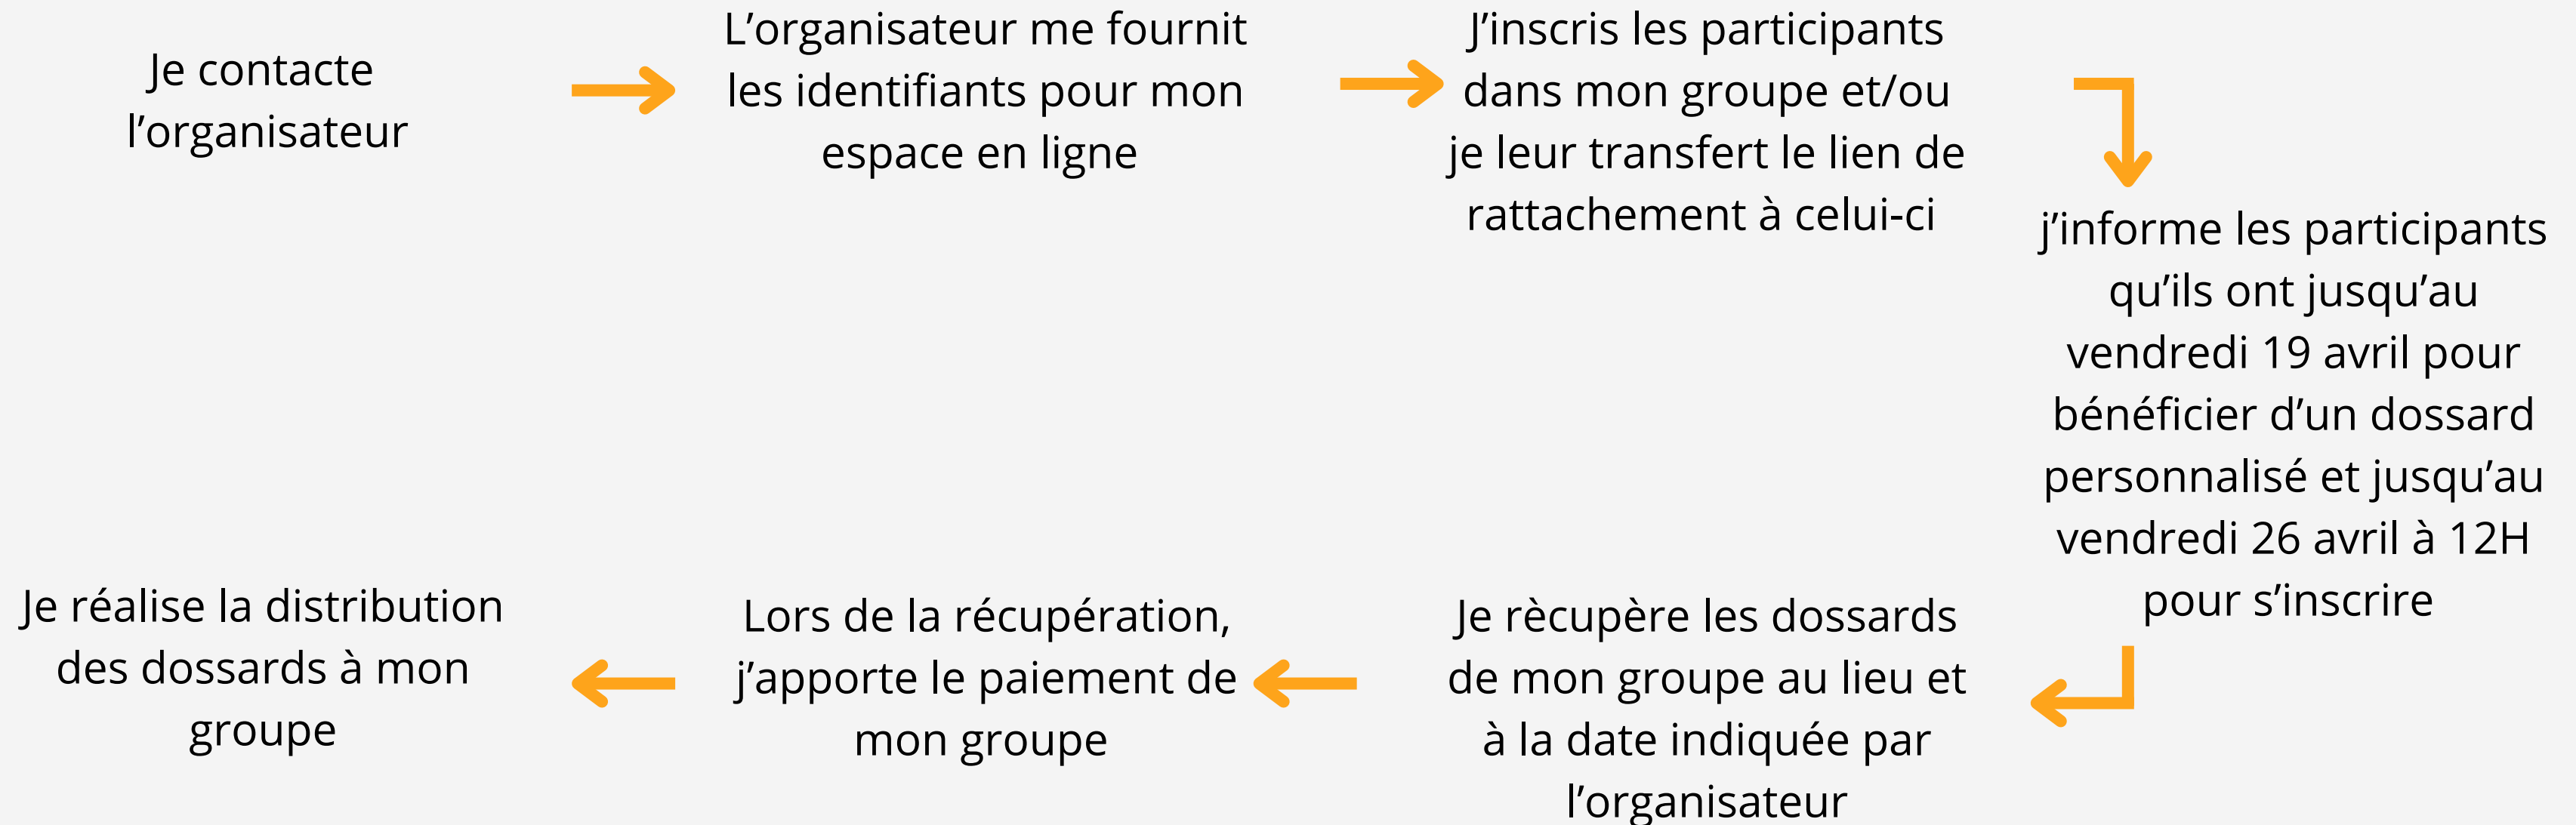 Je contacte
l’organisateur
L’organisateur me fournit
les identifiants pour mon
espace en ligne
J’inscris les participants
dans mon groupe et/ou
je leur transfert le lien de
rattachement à celui-ci
j’informe les participants
qu’ils ont jusqu’au
vendredi 19 avril pour
bénéficier d’un dossard
personnalisé et jusqu’au
vendredi 26 avril à 12H
pour s’inscrire
Je rècupère les dossards
de mon groupe au lieu et
à la date indiquée par
l’organisateur
Lors de la récupération,
j’apporte le paiement de
mon groupe
Je réalise la distribution
des dossards à mon
groupe